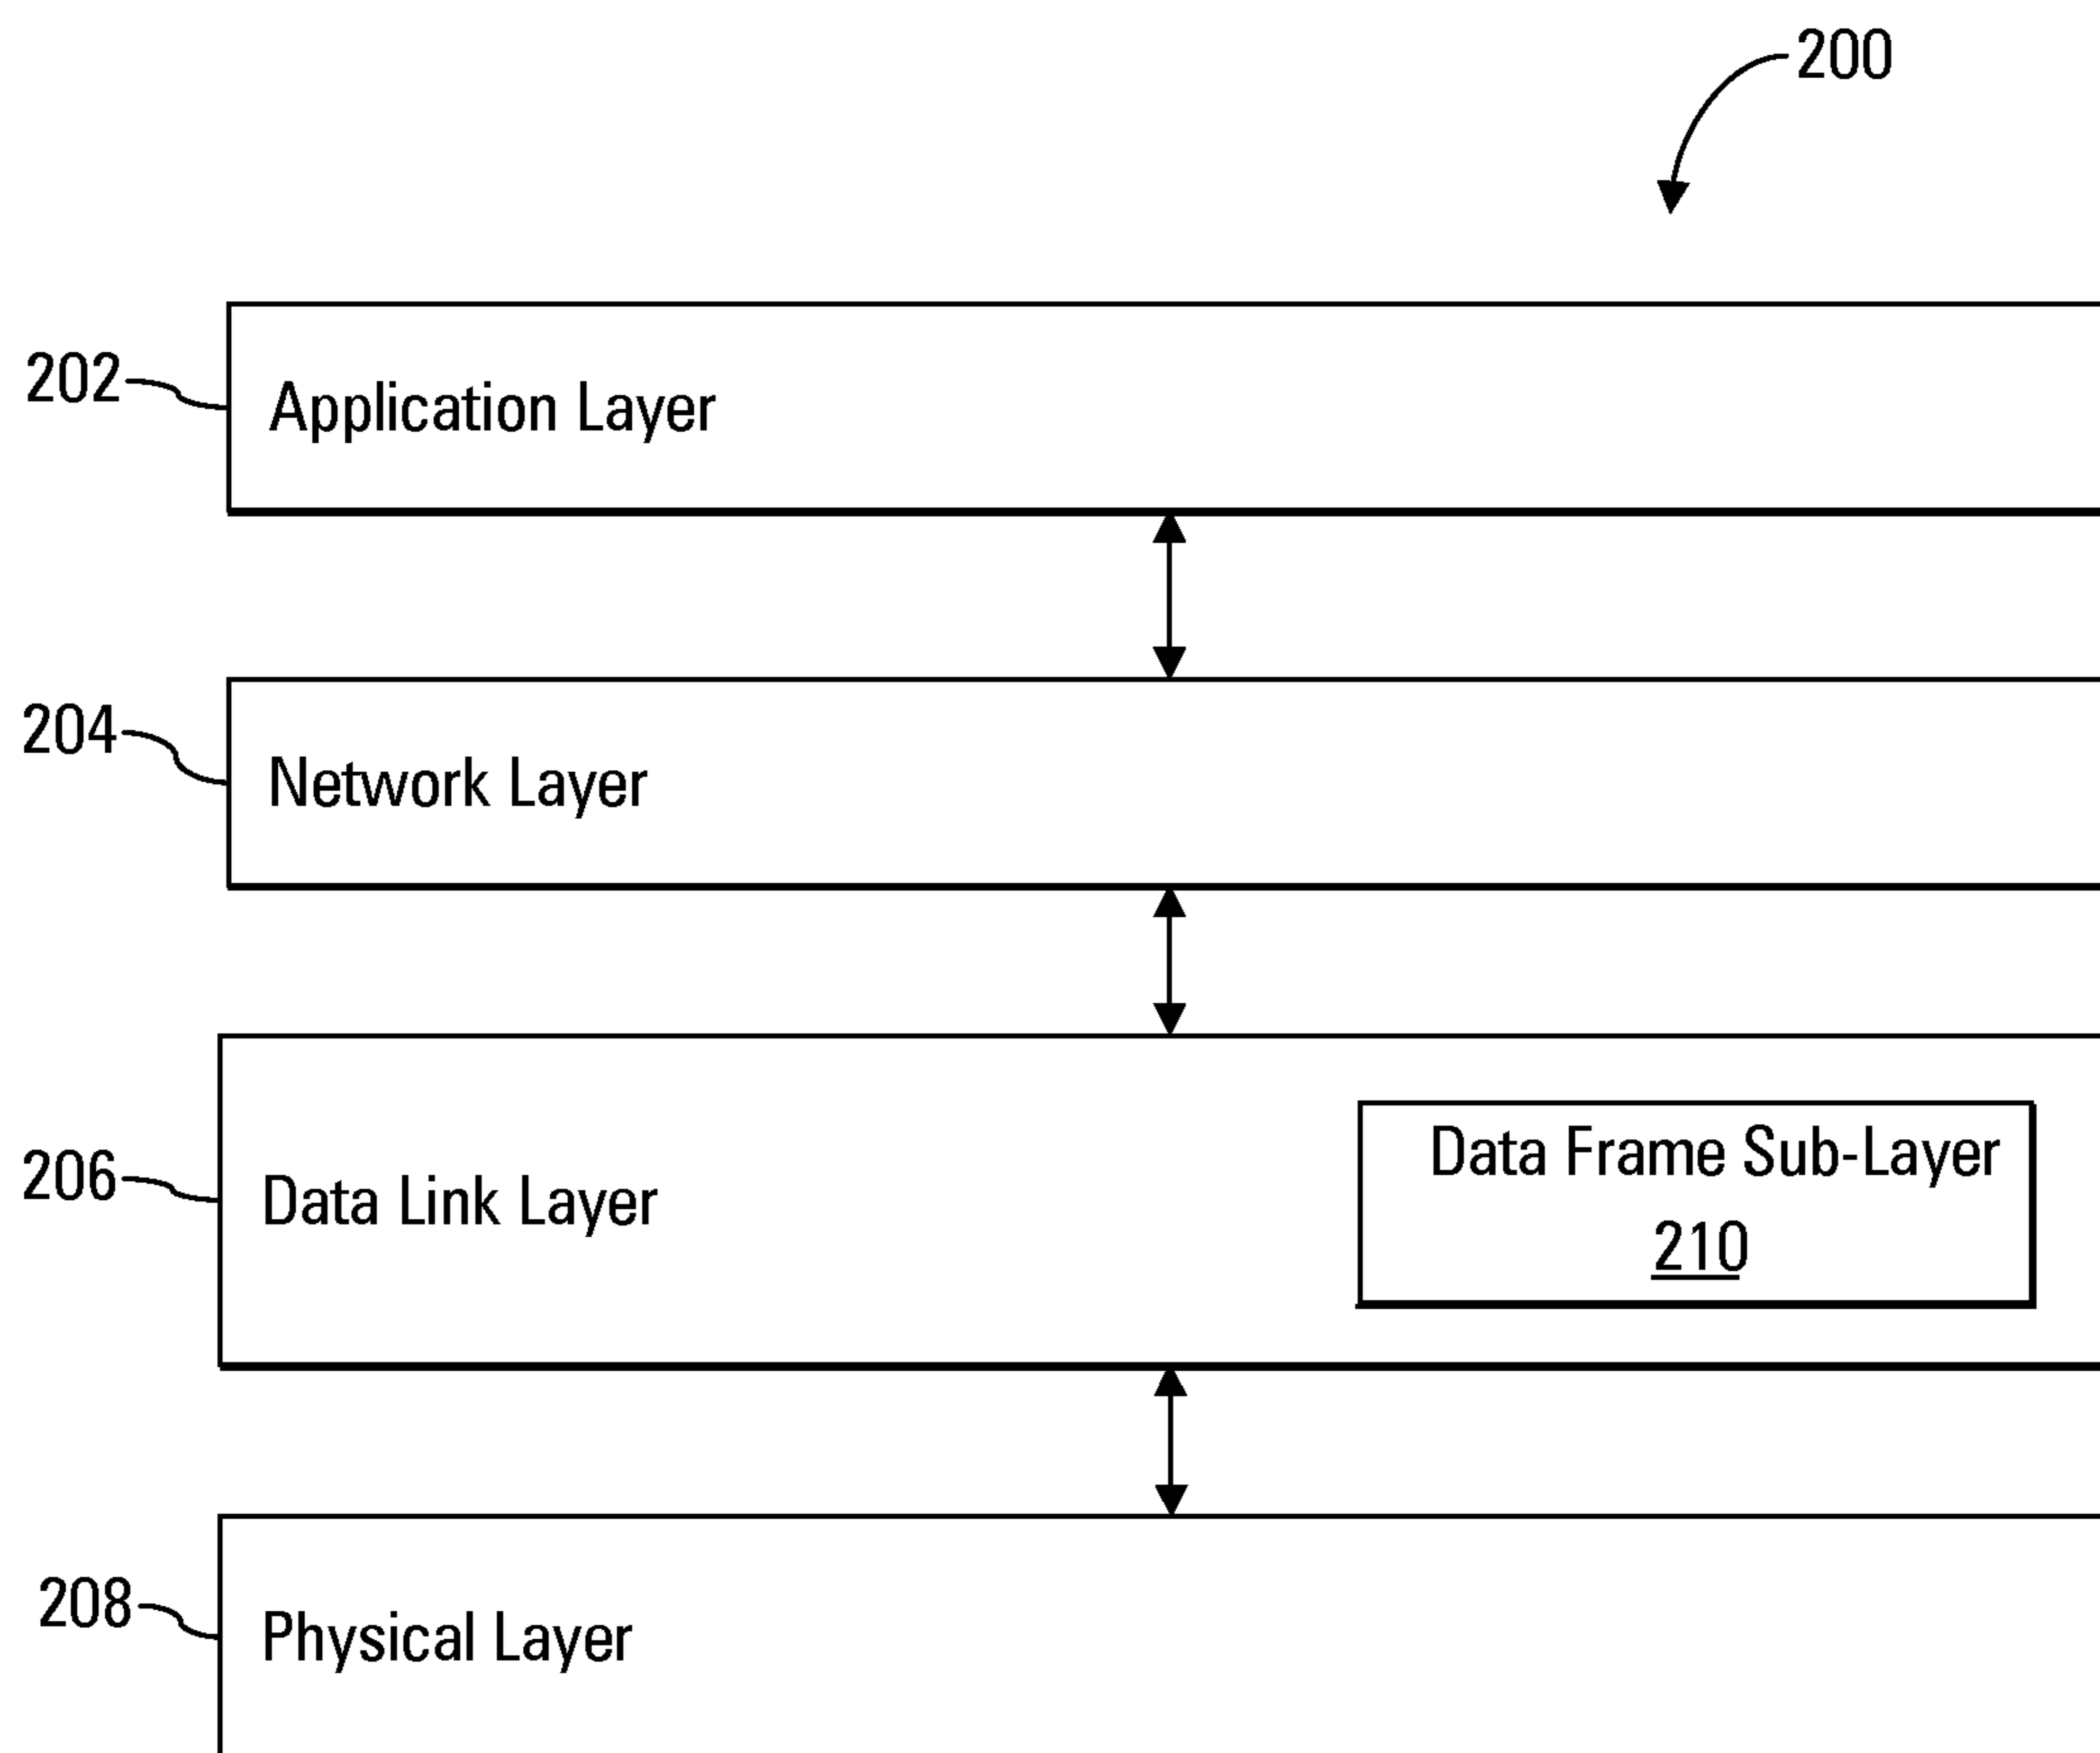 200
202
Application Layer
204
Network Layer
206
Data Link Layer
Data Frame Sub-Layer
210
208
Physical Layer